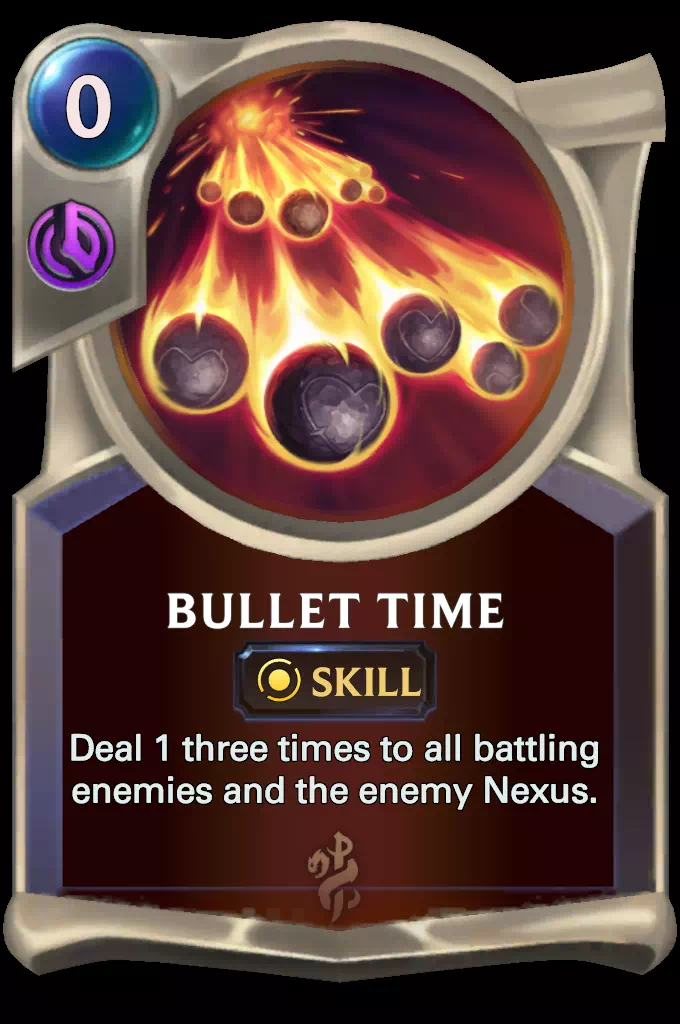 0
BULLET TIME
SKILL
Deal 1 three times to all battling
enemies and the enemy Nexus.